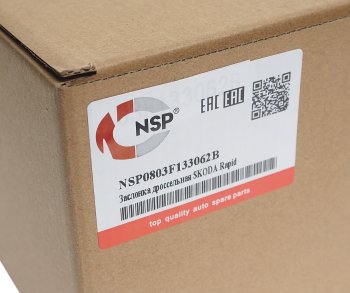 NSP®
EAC EAC
NSP0803F133062B
Заслонка дроссельная SKODA Rapid
top quality auto spare parts